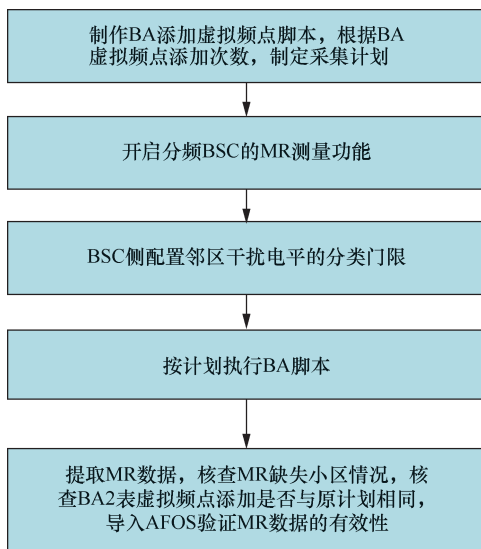 制作BA添加虚拟频点脚本，根据BA
虚拟频点添加次数，制定采集计划
开启分频BSC的MR测量功能
BSC侧配置邻区干扰电平的分类门限
按计划执行BA脚本
提取MR数据，核查MR缺失小区情况，核
查BA2表虚拟频点添加是否与原计划相同，
导入AFOS验证MR数据的有效性